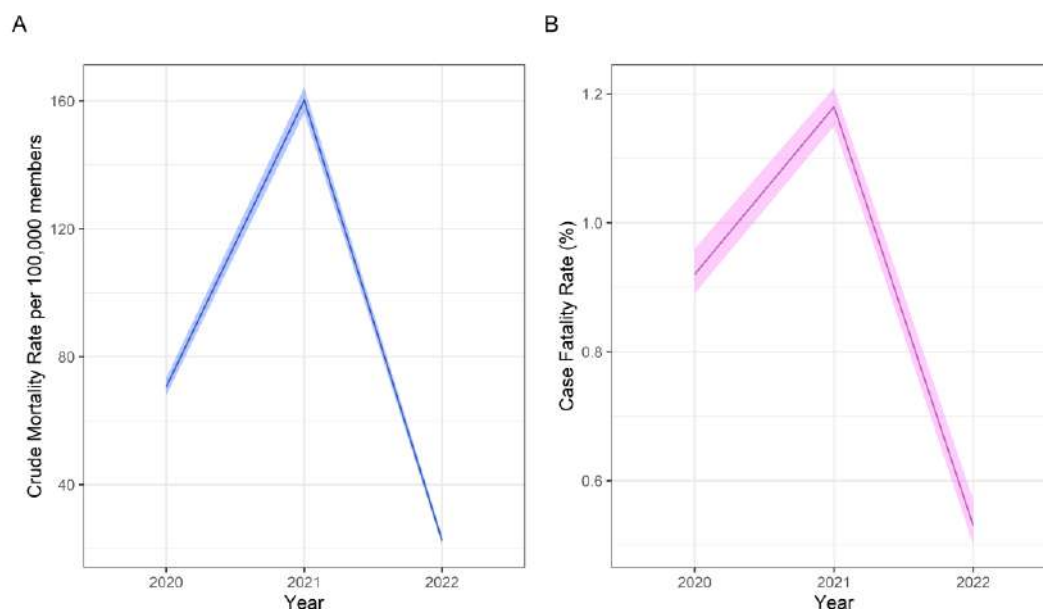 A
B
Crude Mortality Rate per 100,000 members
160
120
80
40
2020
2021
2022
Year
Case Fatality Rate (%)
1.2
1.0
0.8
0.6
2020
2021
2022
Year